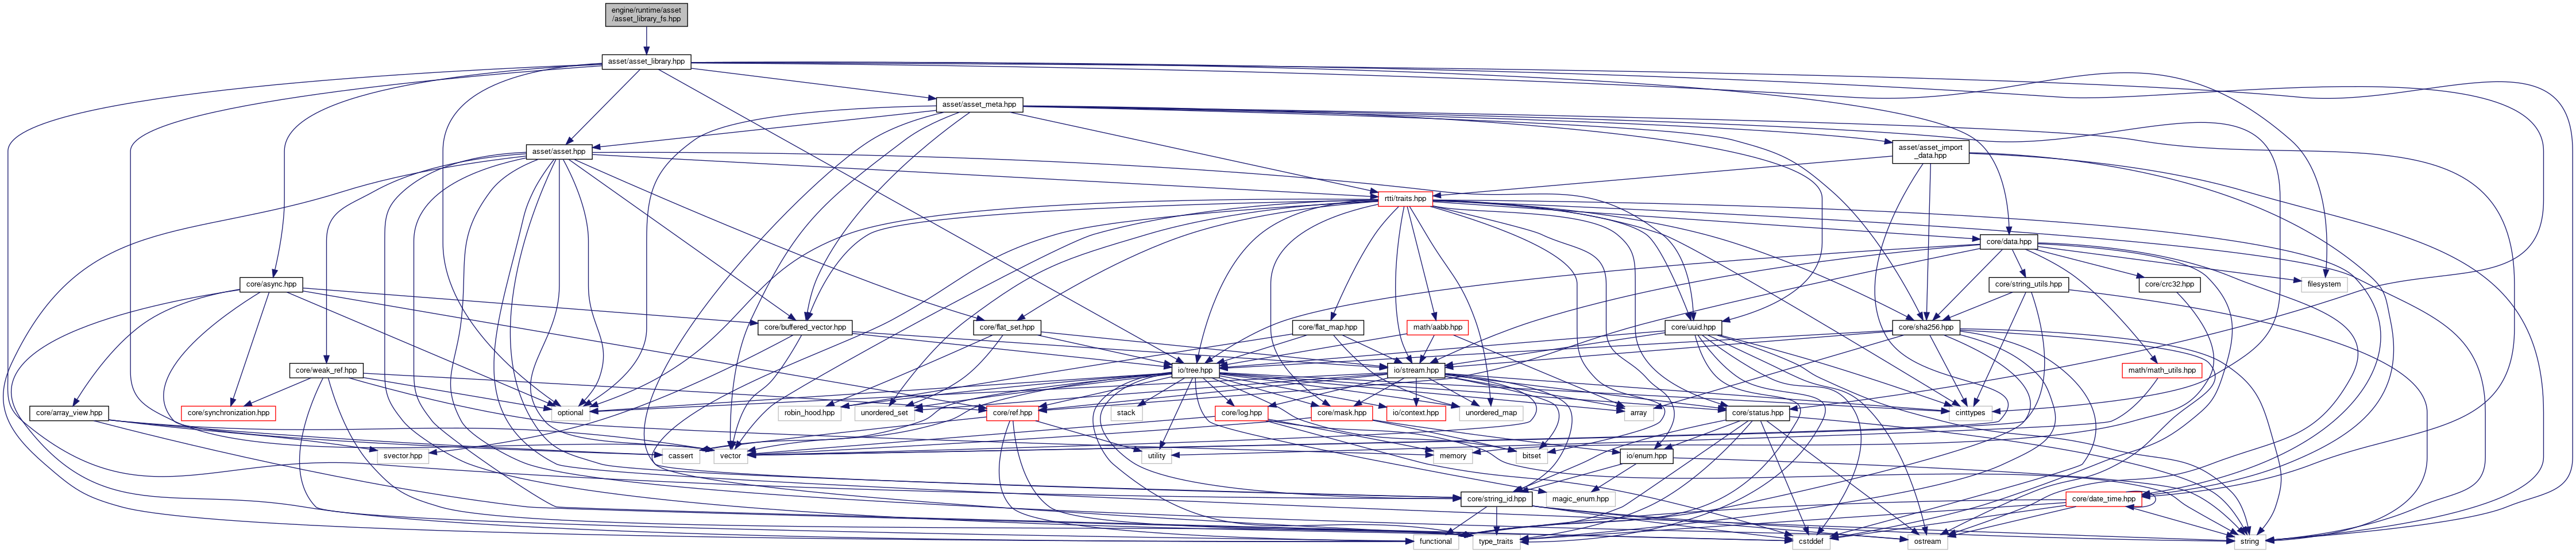 engine/runtime/asset
/asset_library_fs.hpp
asset/asset_library.hpp
asset/asset_meta.hpp
asset/asset.hpp
asset/asset_import
_data.hpp
rtti/traits.hpp
core/data.hpp
core/async.hpp
core/string_utils.hpp
core/crc32.hpp
filesystem
core/buffered_vector.hpp
core/flat_set.hpp
core/flat_map.hpp
math/aabb.hpp
core/uuid.hpp
core/sha256.hpp
core/weak_ref.hpp
io/tree.hpp
io/stream.hpp
math/math_utils.hpp
core/array_view.hpp
core/synchronization.hpp
optional
robin_hood.hpp
unordered_set
core/ref.hpp
stack
core/log.hpp
core/mask.hpp
io/context.hpp
unordered_map
array
core/status.hpp
cinttypes
svector.hpp
cassert
vector
utility
memory
bitset
io/enum.hpp
core/string_id.hpp
magic_enum.hpp
core/date_time.hpp
functional
type_traits
cstddef
ostream
string